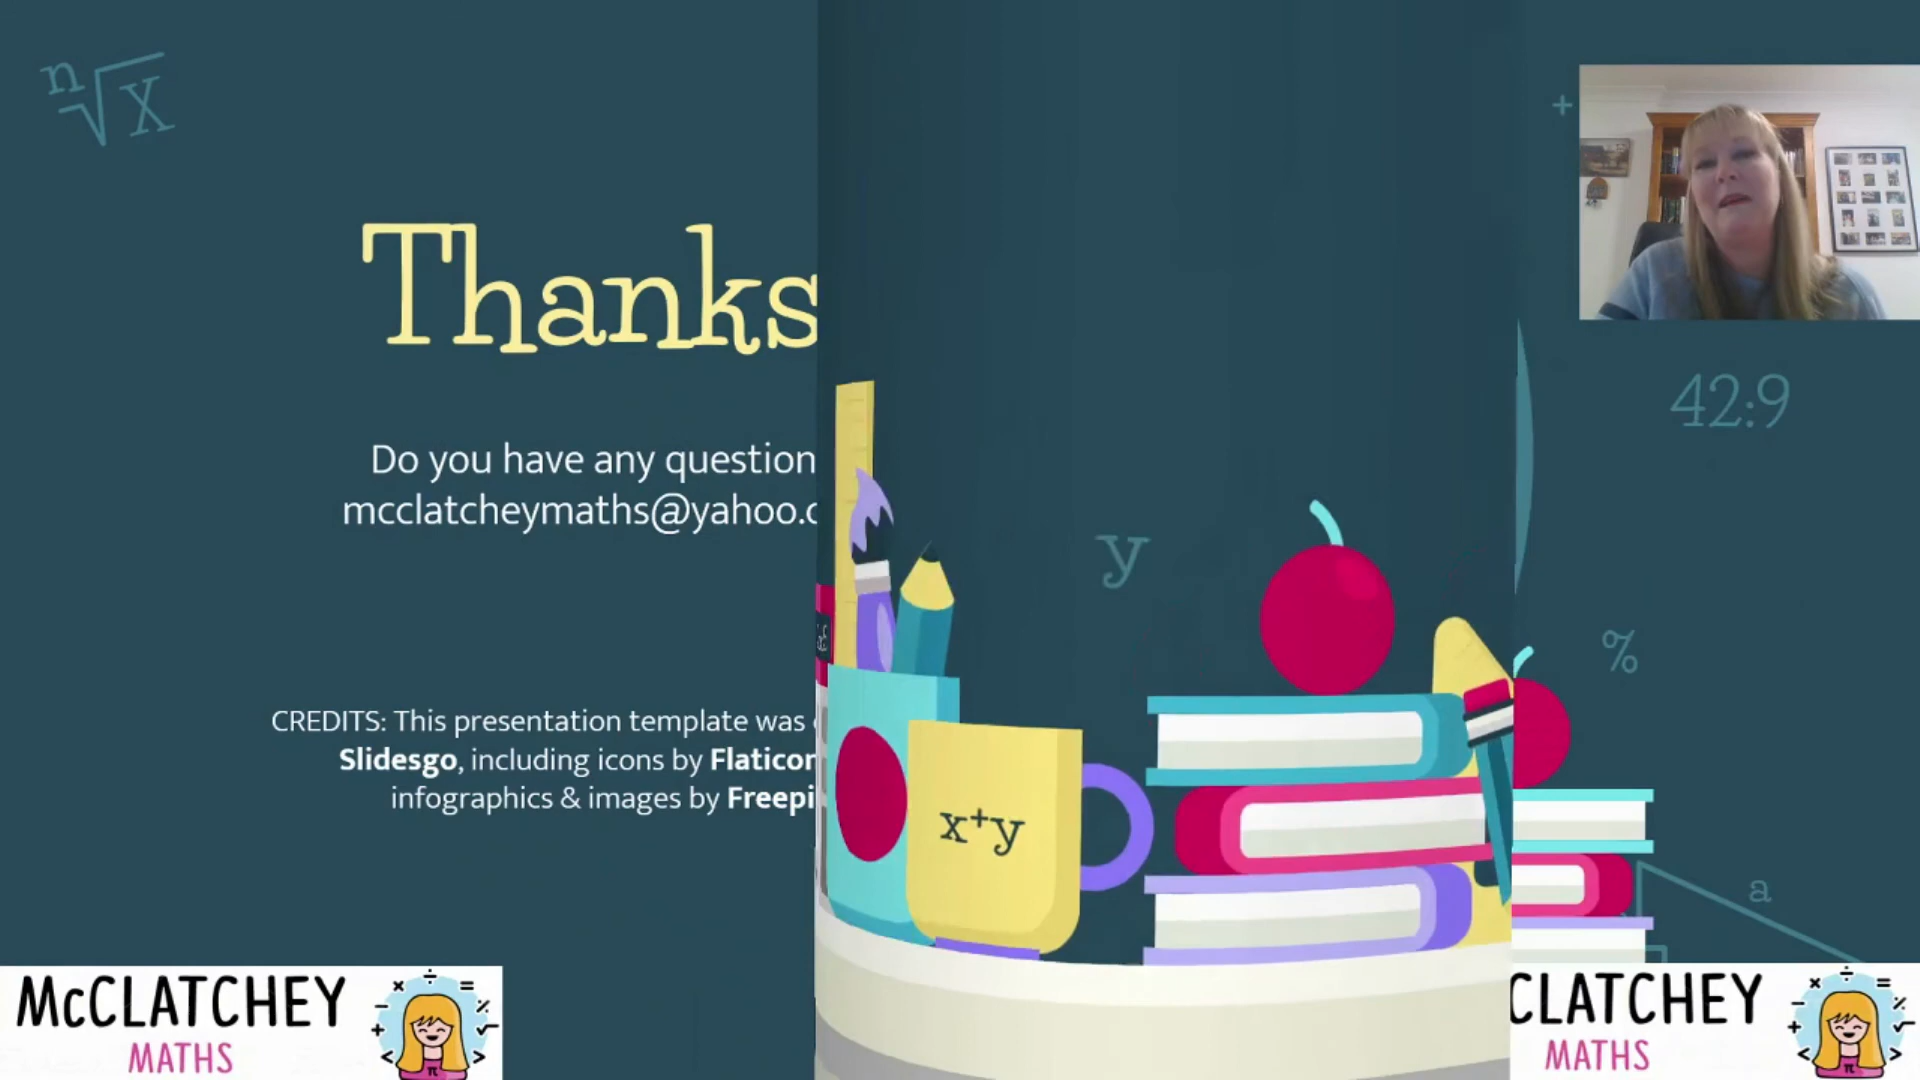 n√X
+
Thanks
42:9
Do you have any question
mcclatcheymaths@yahoo.c
y
%
CREDITS: This presentation template was
Slidesgo, including icons by Flaticon
infographics & images by Freepi
x+y
a
McCLATCHEY
MATHS
CLATCHEY
MATHS